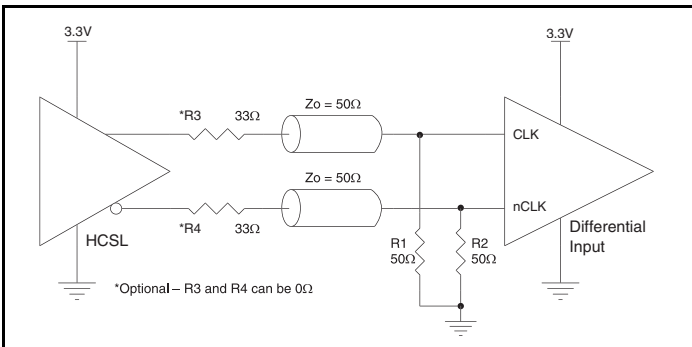 3.3V
3.3V
*R3 33Ω
Zo = 50Ω
CLK
Zo = 50Ω
nCLK
*R4 33Ω
HCSL
R1
50Ω
R2
50Ω
Differential
Input
*Optional – R3 and R4 can be 0Ω